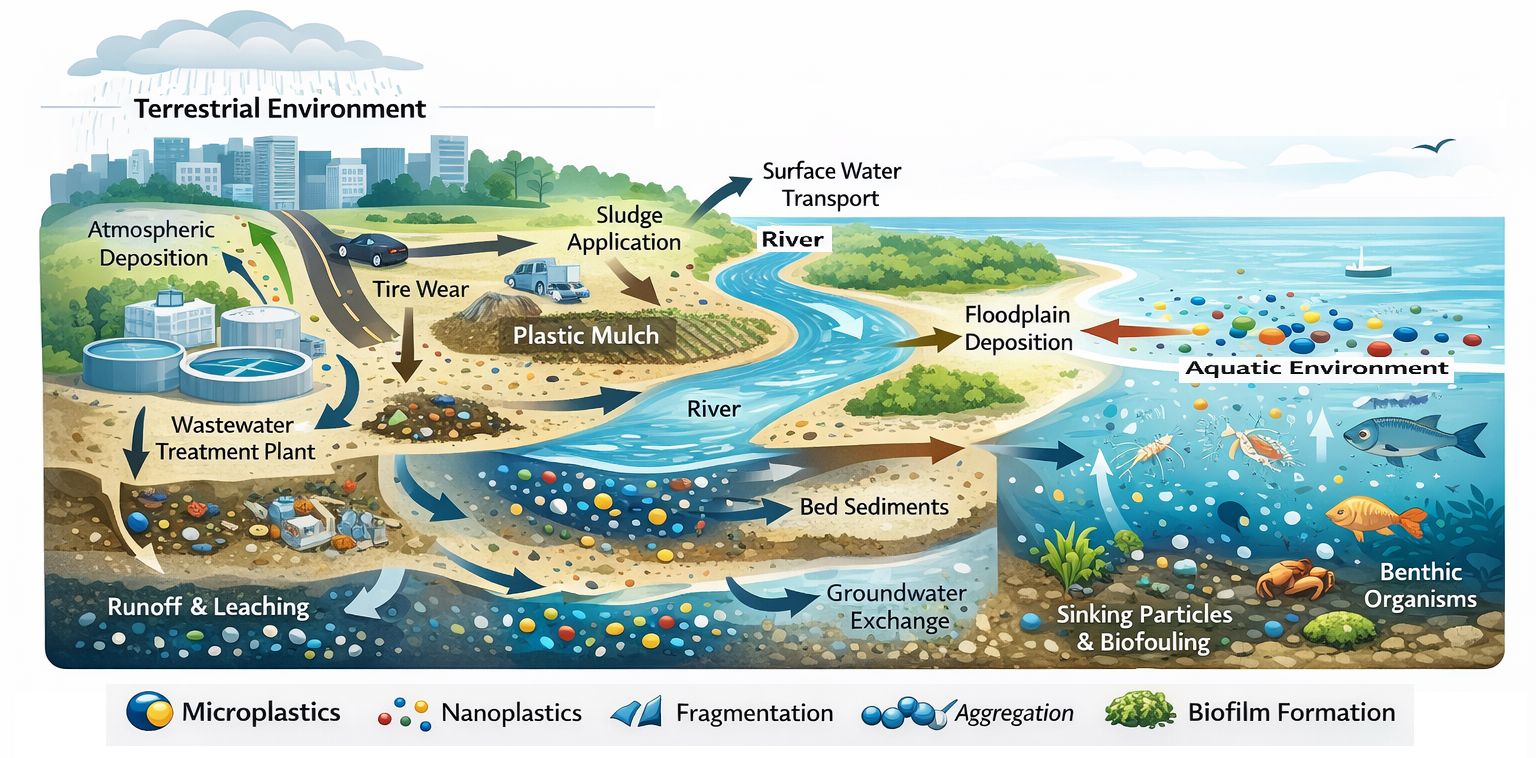 Terrestrial Environment
Surface Water
Transport
Atmospheric
Deposition
Sludge
Application
River
Tire Wear
Plastic Mulch
Floodplain
Deposition
Aquatic Environment
River
Wastewater
Treatment Plant
Bed Sediments
Runoff & Leaching
Groundwater
Exchange
Sinking Particles
& Biofouling
Benthic
Organisms
Microplastics
Nanoplastics
Fragmentation
Aggregation
Biofilm Formation